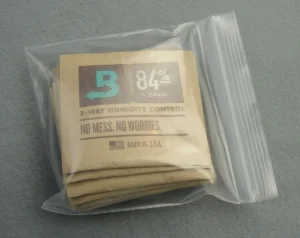 B
84%
2-WAY HUMIDITY CONTROL
NO MESS. NO WORRIES.
MADE IN U.S.A.